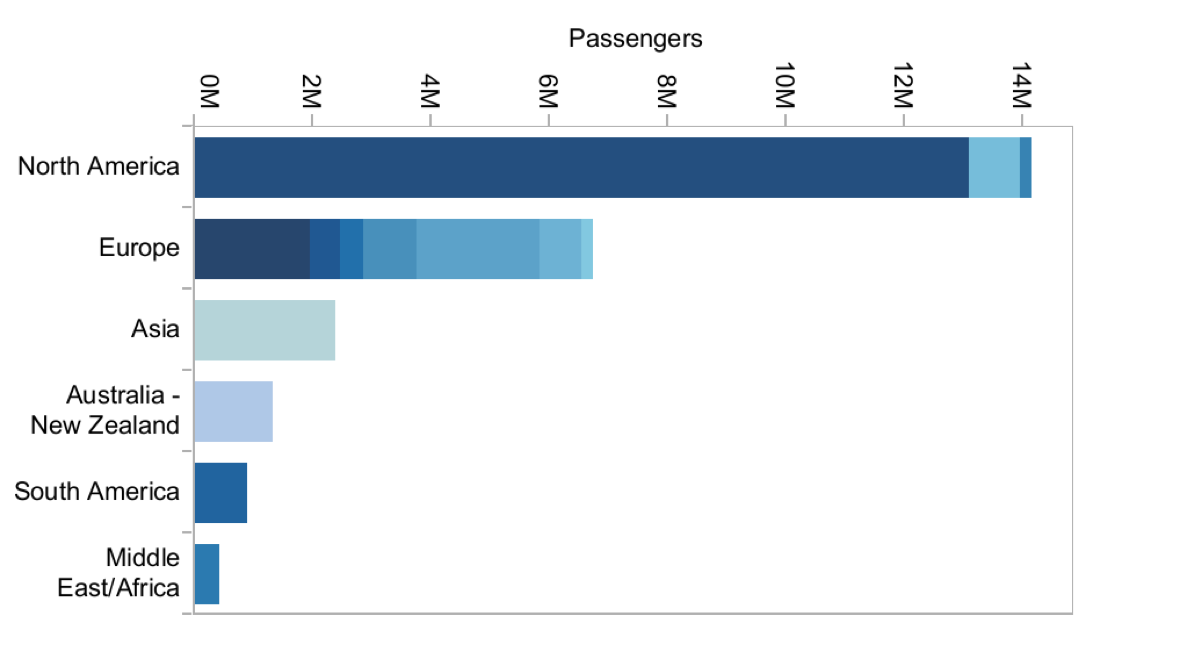 Passengers
0M
2M
4M
6M
8M
10M
12M
14M
North America
Europe
Asia
Australia -
New Zealand
South America
Middle
East/Africa